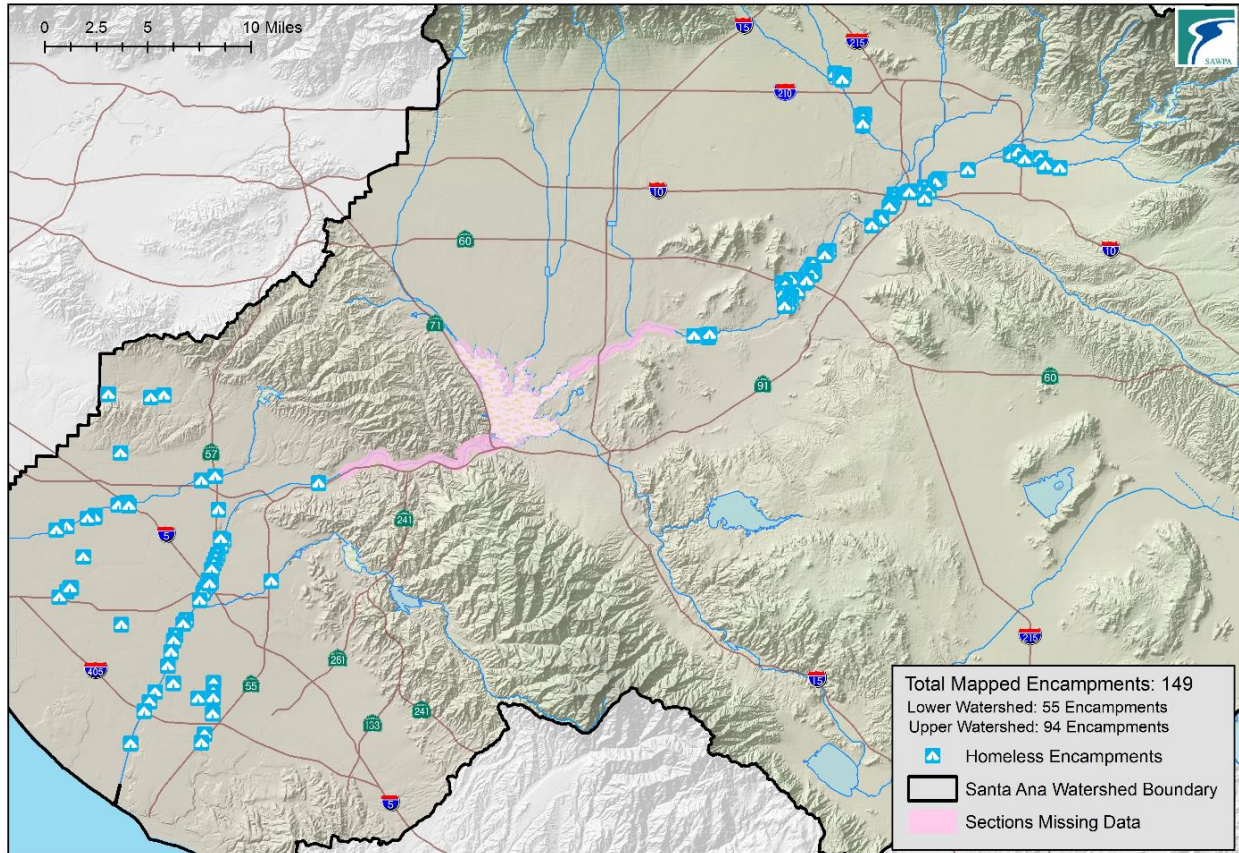 0 2.5 5 10 Miles
15
215
SAWPA
210
10
60
10
71
91
60
57
5
241
405
55
261
133
241
15
215
5
Total Mapped Encampments: 149
Lower Watershed: 55 Encampments
Upper Watershed: 94 Encampments
Homeless Encampments
Santa Ana Watershed Boundary
Sections Missing Data